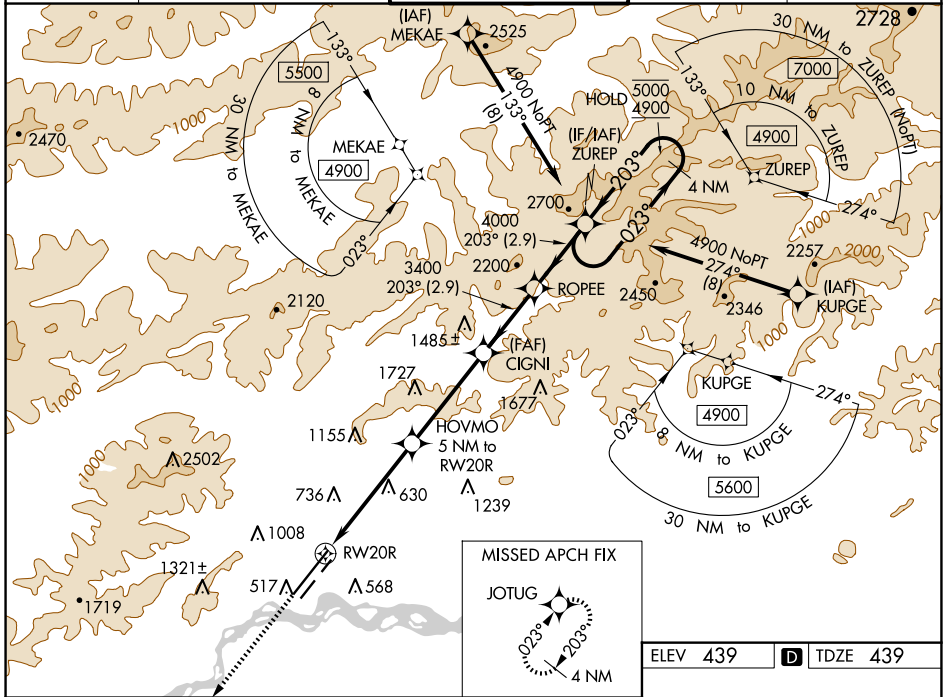 (IAF)
MEKAE
2525
2728
30 NM to ZUREP (NoPT)
7000
133°
10 NM to ZUREP
4900
ZUREP
274°
133°
5500
30 NM to MEKAE
8 NM to MEKAE
MEKAE
4900
023°
2470
1000
4900 NoPT
133°
(8)
HOLD
5000
4900
(IF/IAF)
ZUREP
203°
023°
4 NM
2700
4000
203° (2.9)
3400
203° (2.9)
2200
ROPEE
2120
1485±
(FAF)
CIGNI
4900 NoPT
274°
(8)
2450
2346
2257
1000
2000
(IAF)
KUPGE
1000
KUPGE
274°
023°
4900
8 NM to KUPGE
5600
30 NM to KUPGE
1000
1727
1677
1155
HOVMO
5 NM to
RW20R
1000
2502
736
630
1239
1008
RW20R
1321±
517
568
1719
MISSED APCH FIX
JOTUG
023°
203°
4 NM
ELEV 439
D
TDZE 439